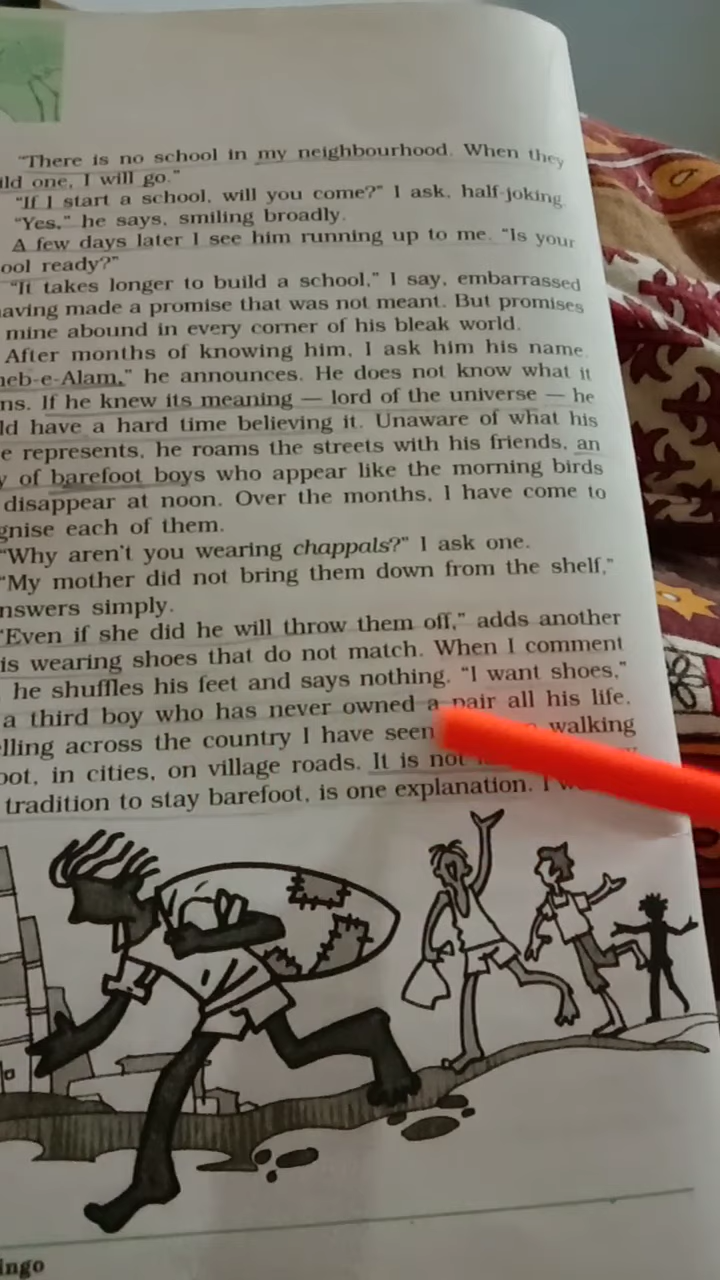 "There is no school in my neighbourhood. When they
ild one, I will go."
"If I start a school, will you come?" I ask, half-joking.
"Yes," he says, smiling broadly.
A few days later I see him running up to me. "Is your
ool ready?"
"It takes longer to build a school," I say, embarrassed
aving made a promise that was not meant. But promises
mine abound in every corner of his bleak world.
After months of knowing him, I ask him his name.
heb-e-Alam," he announces. He does not know what it
ns. If he knew its meaning — lord of the universe — he
ld have a hard time believing it. Unaware of what his
e represents, he roams the streets with his friends, an
y of barefoot boys who appear like the morning birds
disappear at noon. Over the months, I have come to
gnise each of them.
"Why aren't you wearing chappals?" I ask one.
"My mother did not bring them down from the shelf,"
nswers simply.
"Even if she did he will throw them off," adds another
is wearing shoes that do not match. When I comment
, he shuffles his feet and says nothing. "I want shoes,"
a third boy who has never owned a pair all his life.
lling across the country I have seen walking
oot, in cities, on village roads. It is not
tradition to stay barefoot, is one explanation. I
ingo